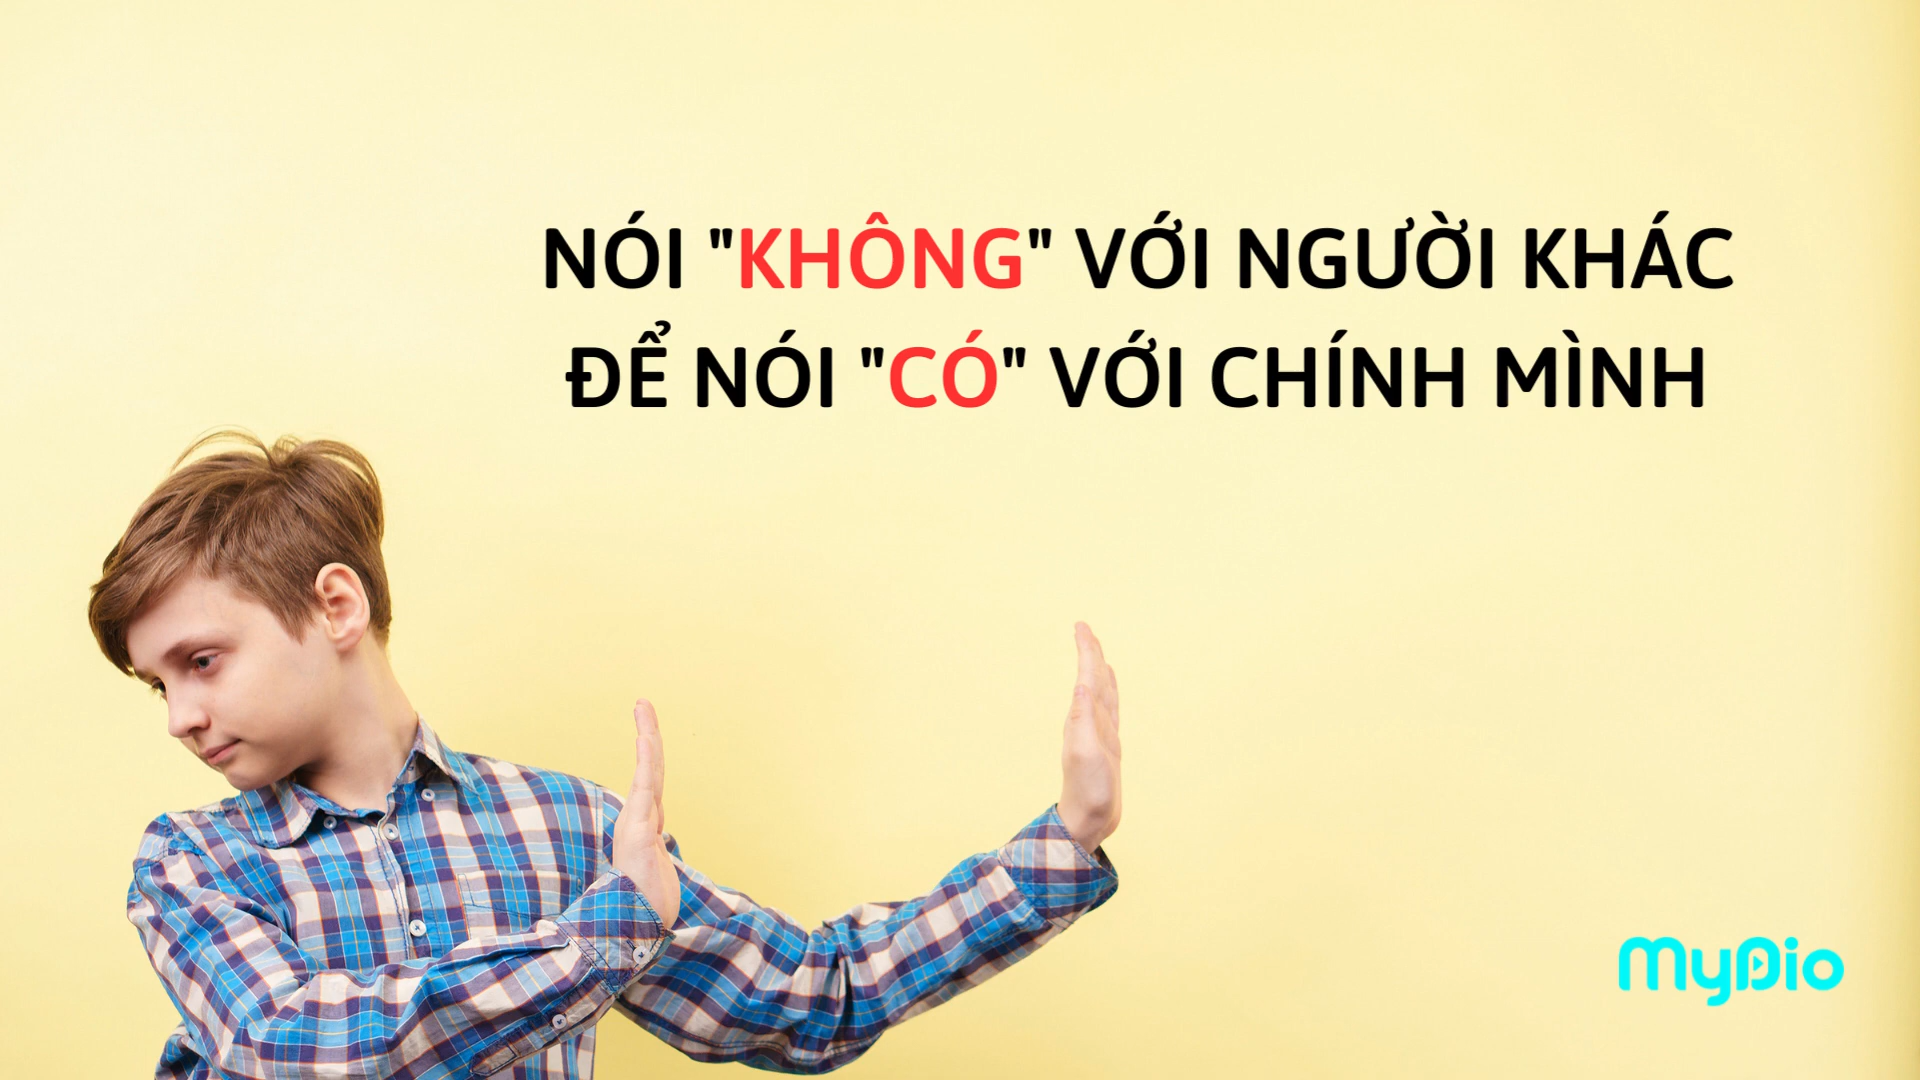 NÓI "KHÔNG" VỚI NGƯỜI KHÁC
ĐỂ NÓI "CÓ" VỚI CHÍNH MÌNH
MyDio